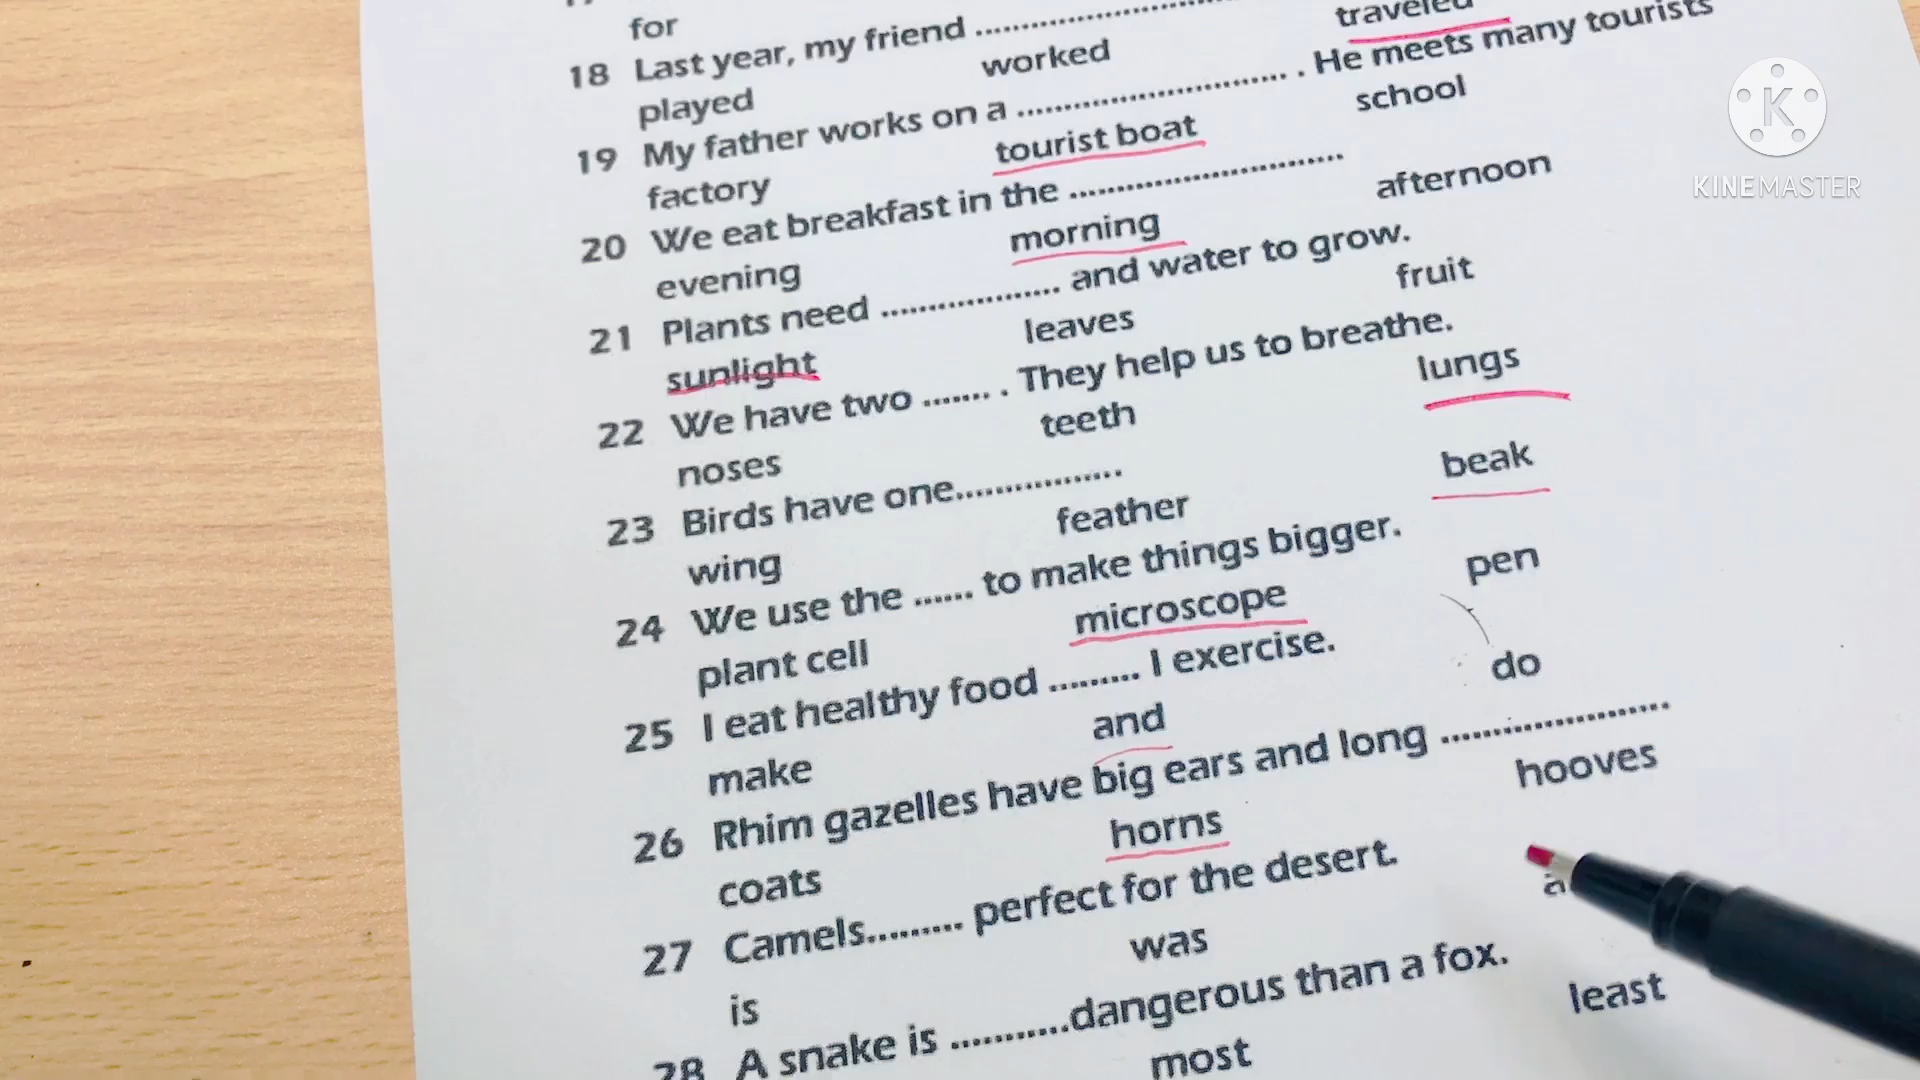 for
18 Last year, my friend ........................
played worked traveled
19 My father works on a ............................ . He meets many tourists
factory tourist boat school
20 We eat breakfast in the ............................
evening morning afternoon
21 Plants need .................... and water to grow.
sunlight leaves fruit
22 We have two ....... . They help us to breathe.
noses teeth lungs
23 Birds have one..................
wing feather beak
24 We use the ...... to make things bigger.
plant cell microscope pen
25 I eat healthy food ......... I exercise.
make and do
26 Rhim gazelles have big ears and long ........................
coats horns hooves
27 Camels......... perfect for the desert.
is was
28 A snake is ...........dangerous than a fox.
most least
K
KINEMASTER